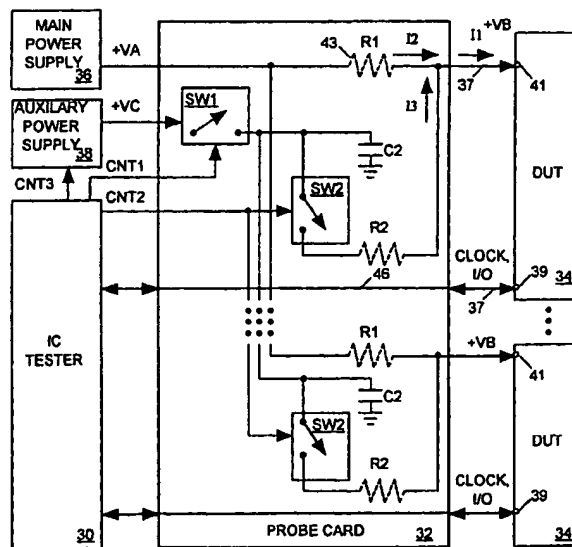 MAIN
POWER
SUPPLY 36
+VA
AUXILARY
POWER
SUPPLY 38
+VC
CNT1
CNT2
CNT3
IC
TESTER
30
43
R1
I2
I1
+VB
I3
37
41
SW1
C2
SW2
R2
DUT
46
CLOCK,
I/O
37
39
34
R1
+VB
41
C2
SW2
R2
DUT
CLOCK,
I/O
39
34
PROBE CARD
32